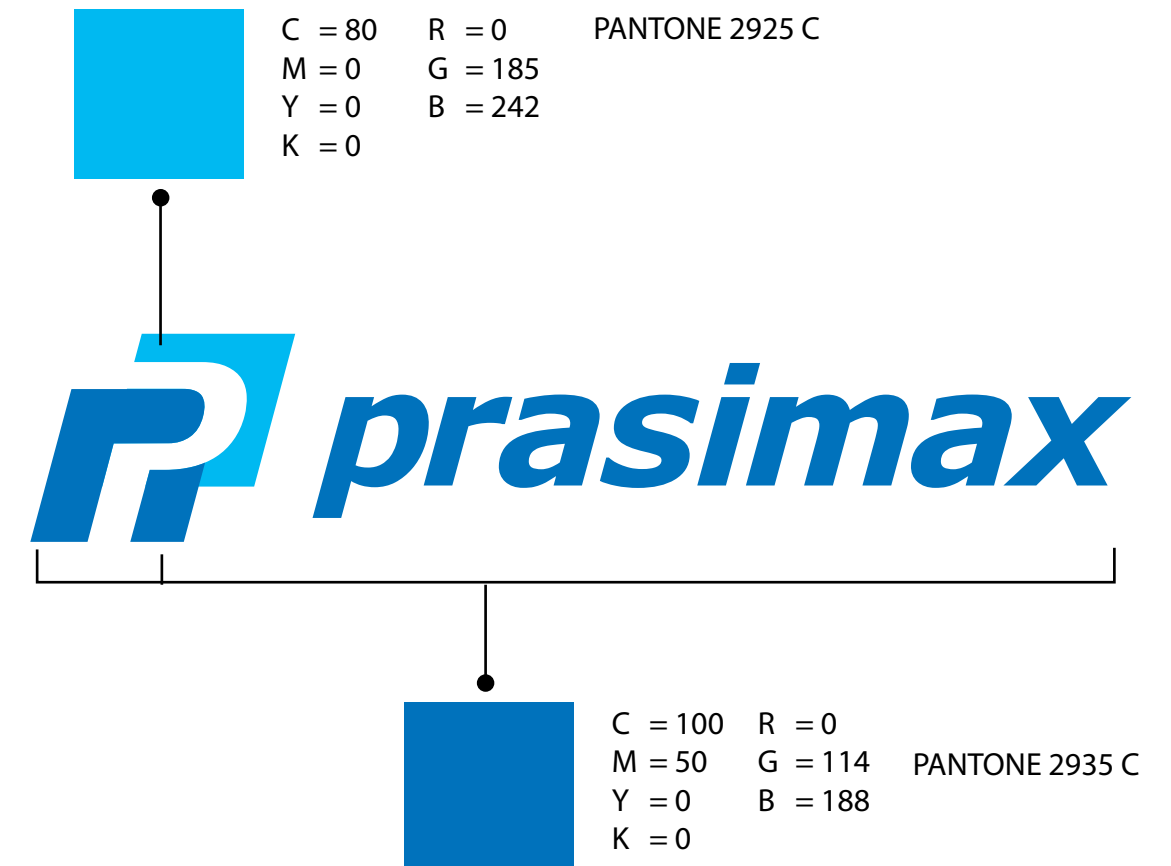 C = 80 R = 0 PANTONE 2925 C
M = 0 G = 185
Y = 0 B = 242
K = 0
prasimax
C = 100 R = 0
M = 50 G = 114 PANTONE 2935 C
Y = 0 B = 188
K = 0